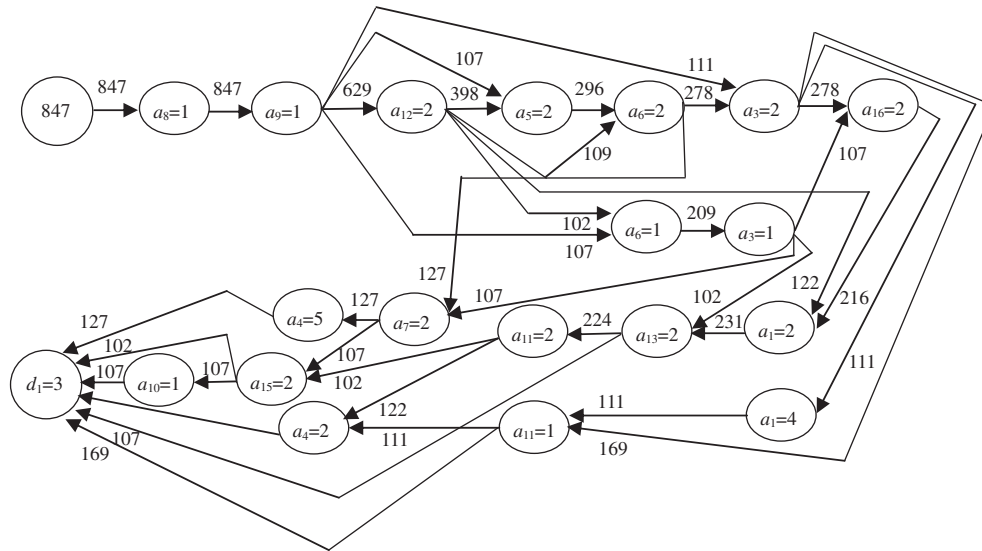 107
111
847
847
629
398
296
278
278
847
a₈=1
a₉=1
a₁₂=2
a₅=2
a₆=2
a₃=2
a₁₆=2
109
107
102
107
209
a₆=1
a₃=1
127
107
102
122
216
127
a₄=5
127
a₇=2
a₁₁=2
224
a₁₃=2
231
a₁=2
102
107
111
d₁=3
107
a₁₀=1
107
a₁₅=2
102
122
111
a₁=4
107
a₄=2
111
a₁₁=1
169
169